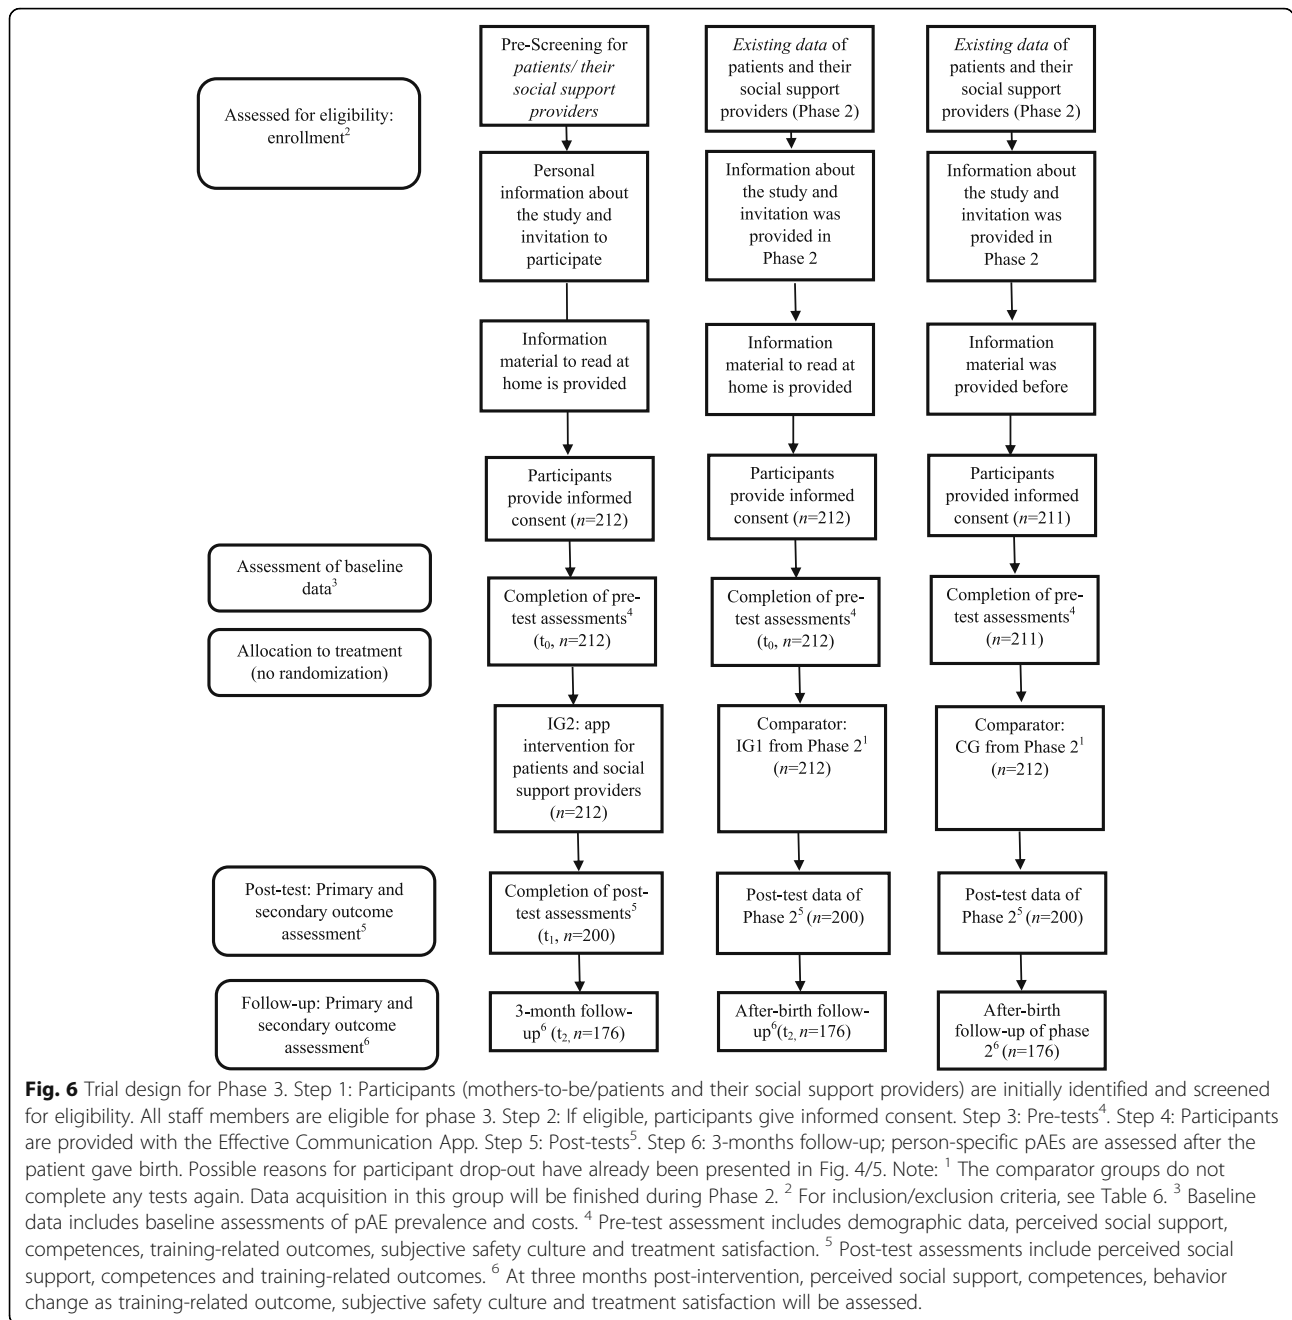 Pre-Screening for
patients/ their
social support
providers
Existing data of
patients and their
social support
providers (Phase 2)
Existing data of
patients and their
social support
providers (Phase 2)
Assessed for eligibility:
enrollment2
Personal
information about
the study and
invitation to
participate
Information about
the study and
invitation was
provided in
Phase 2
Information about
the study and
invitation was
provided in
Phase 2
Information
material to read at
home is provided
Information
material to read at
home is provided
Information
material was
provided before
Participants
provide informed
consent (n=212)
Participants
provide informed
consent (n=212)
Participants
provided informed
consent (n=211)
Assessment of baseline
data3
Completion of pre-
test assessments4
(t0, n=212)
Completion of pre-
test assessments4
(t0, n=212)
Completion of pre-
test assessments4
(n=211)
Allocation to treatment
(no randomization)
IG2: app
intervention for
patients and social
support providers
(n=212)
Comparator:
IG1 from Phase 21
(n=212)
Comparator:
CG from Phase 21
(n=212)
Post-test: Primary and
secondary outcome
assessment5
Completion of post-
test assessments5
(t1, n=200)
Post-test data of
Phase 25 (n=200)
Post-test data of
Phase 25 (n=200)
Follow-up: Primary and
secondary outcome
assessment6
3-month follow-
up6 (t2, n=176)
After-birth follow-
up6(t2, n=176)
After-birth
follow-up of phase
26 (n=176)
Fig. 6 Trial design for Phase 3. Step 1: Participants (mothers-to-be/patients and their social support providers) are initially identified and screened
for eligibility. All staff members are eligible for phase 3. Step 2: If eligible, participants give informed consent. Step 3: Pre-tests4. Step 4: Participants
are provided with the Effective Communication App. Step 5: Post-tests5. Step 6: 3-months follow-up; person-specific pAEs are assessed after the
patient gave birth. Possible reasons for participant drop-out have already been presented in Fig. 4/5. Note: 1 The comparator groups do not
complete any tests again. Data acquisition in this group will be finished during Phase 2. 2 For inclusion/exclusion criteria, see Table 6. 3 Baseline
data includes baseline assessments of pAE prevalence and costs. 4 Pre-test assessment includes demographic data, perceived social support,
competences, training-related outcomes, subjective safety culture and treatment satisfaction. 5 Post-test assessments include perceived social
support, competences and training-related outcomes. 6 At three months post-intervention, perceived social support, competences, behavior
change as training-related outcome, subjective safety culture and treatment satisfaction will be assessed.